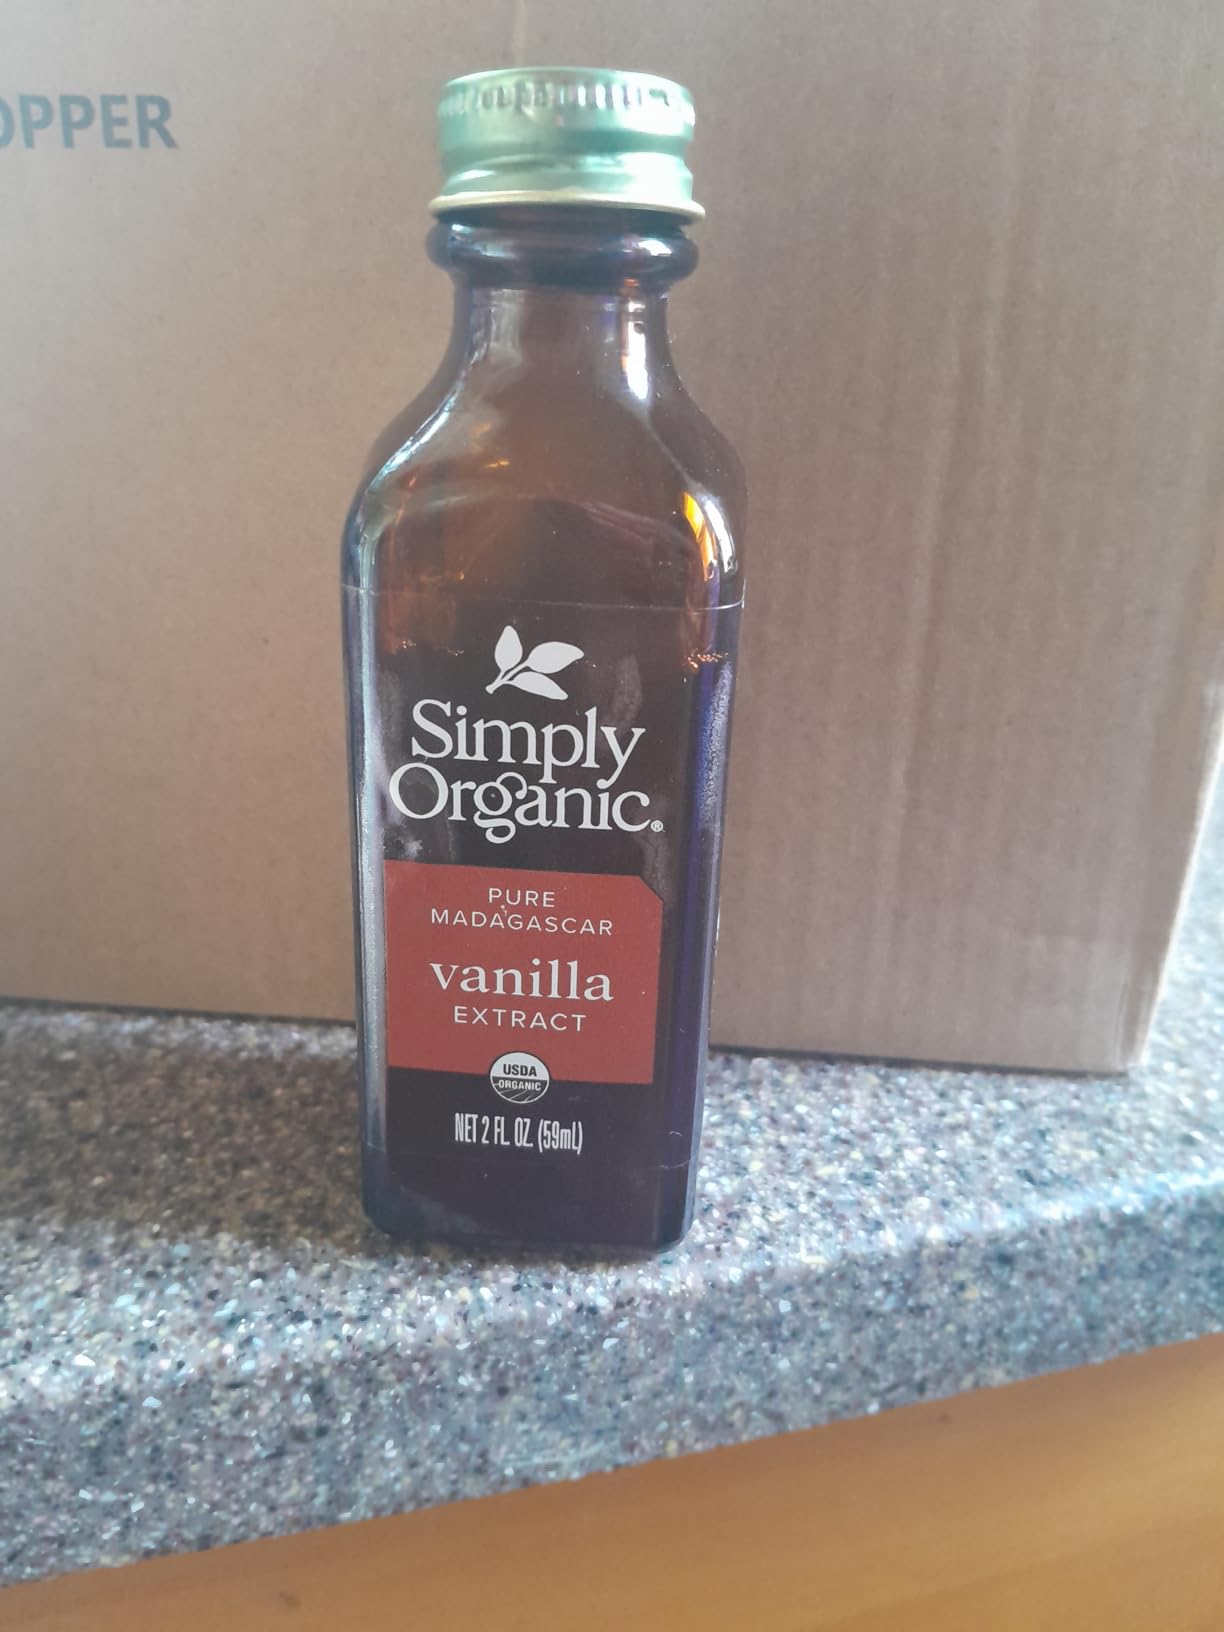 OPPER
Simply
Organic®
PURE
MADAGASCAR
vanilla
EXTRACT
USDA
ORGANIC
NET 2 FL. OZ. (59mL)